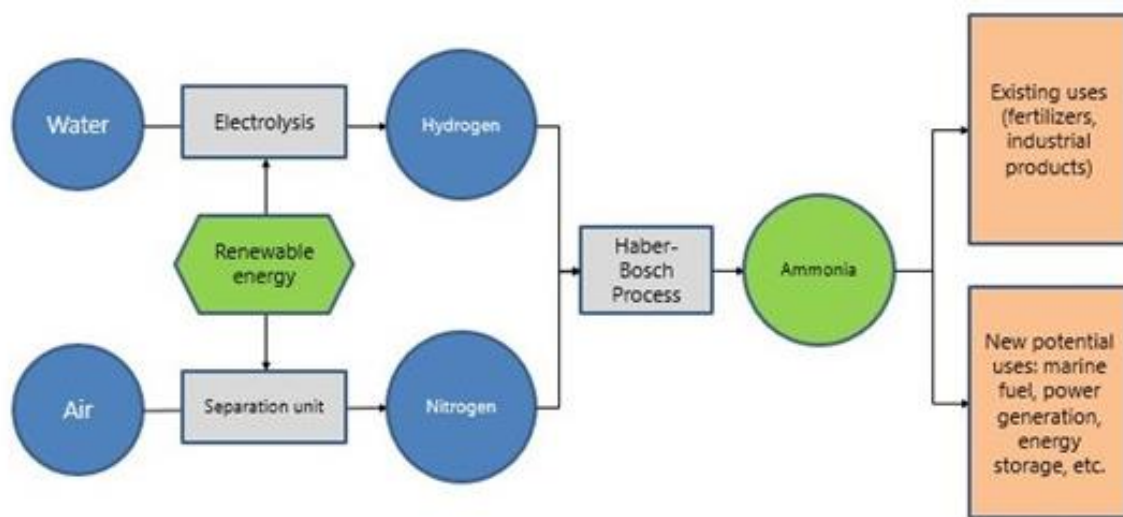 Water
Electrolysis
Hydrogen
Renewable
energy
Air
Separation unit
Nitrogen
Haber-
Bosch
Process
Ammonia
Existing uses
(fertilizers,
industrial
products)
New potential
uses: marine
fuel, power
generation,
energy
storage, etc.